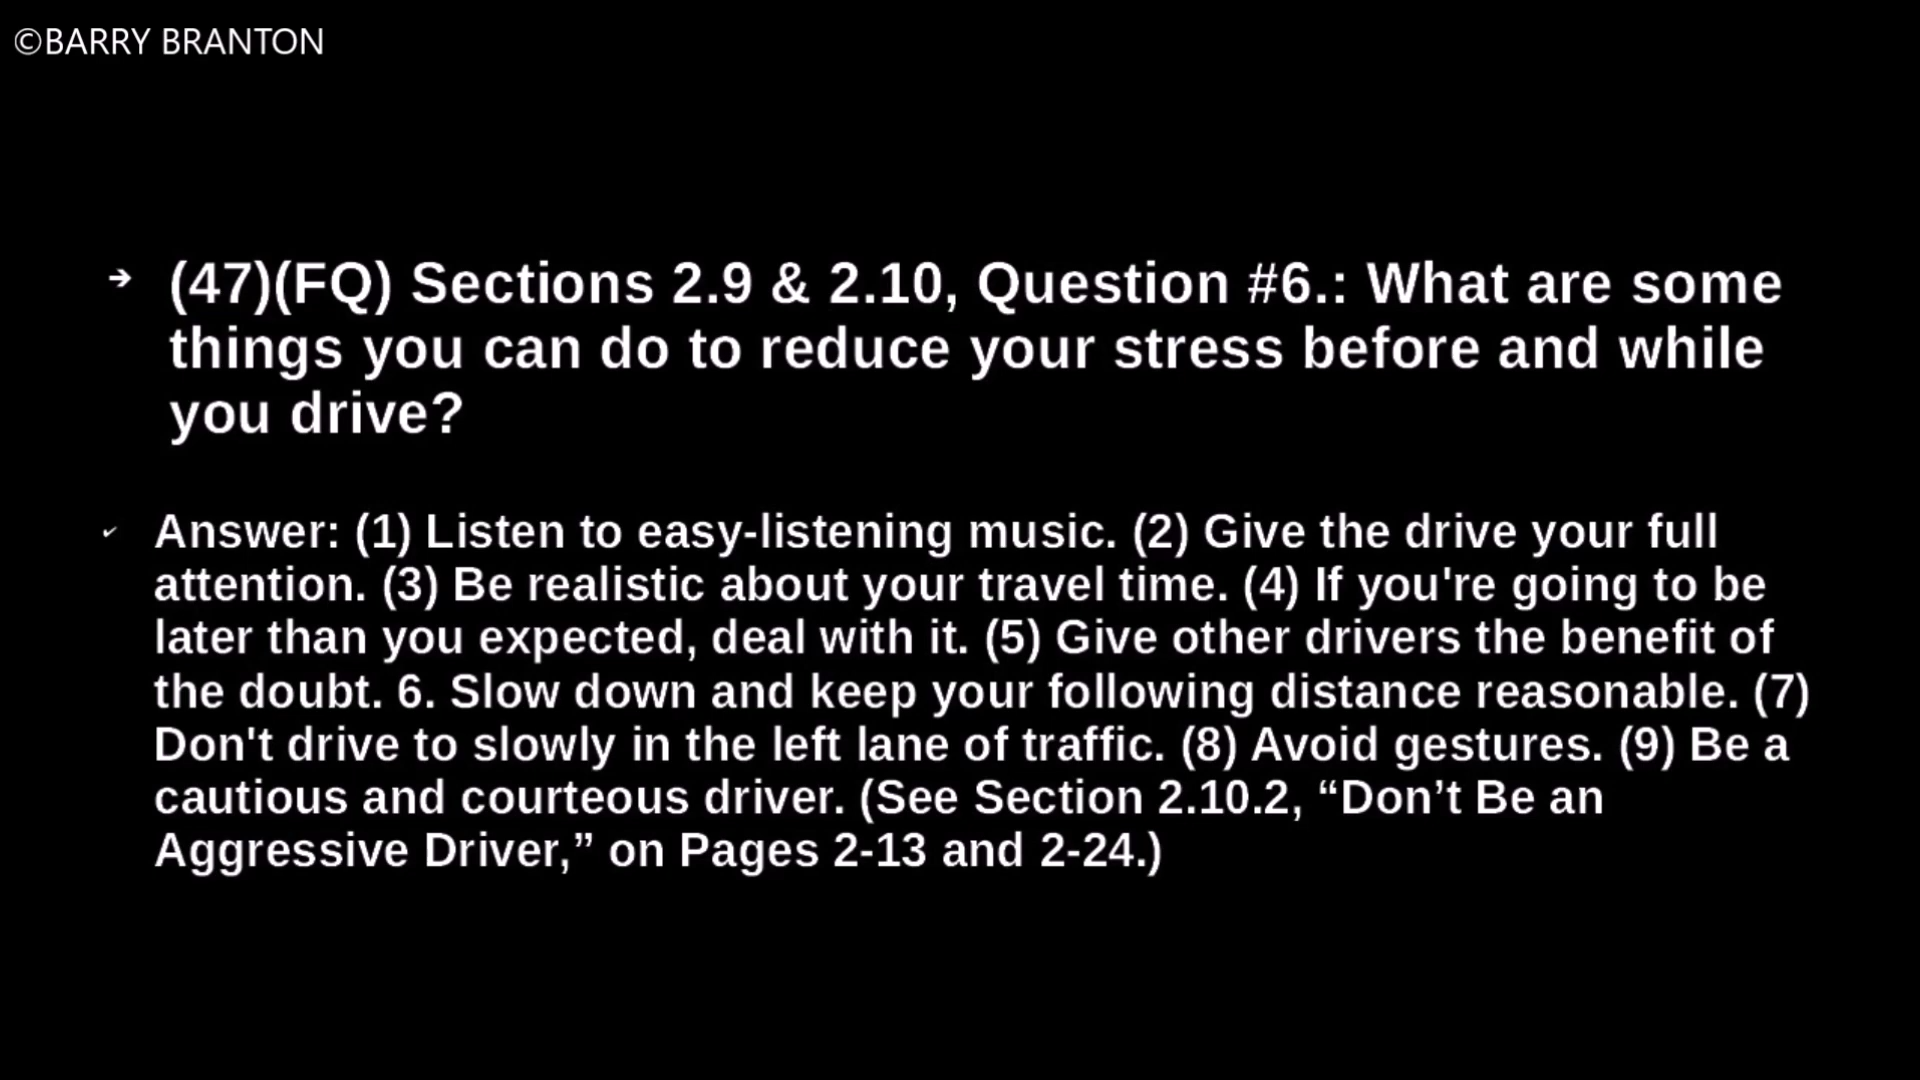 ©BARRY BRANTON
➔ (47)(FQ) Sections 2.9 & 2.10, Question #6.: What are some
things you can do to reduce your stress before and while
you drive?
✔ Answer: (1) Listen to easy-listening music. (2) Give the drive your full
attention. (3) Be realistic about your travel time. (4) If you're going to be
later than you expected, deal with it. (5) Give other drivers the benefit of
the doubt. 6. Slow down and keep your following distance reasonable. (7)
Don't drive to slowly in the left lane of traffic. (8) Avoid gestures. (9) Be a
cautious and courteous driver. (See Section 2.10.2, “Don’t Be an
Aggressive Driver,” on Pages 2-13 and 2-24.)